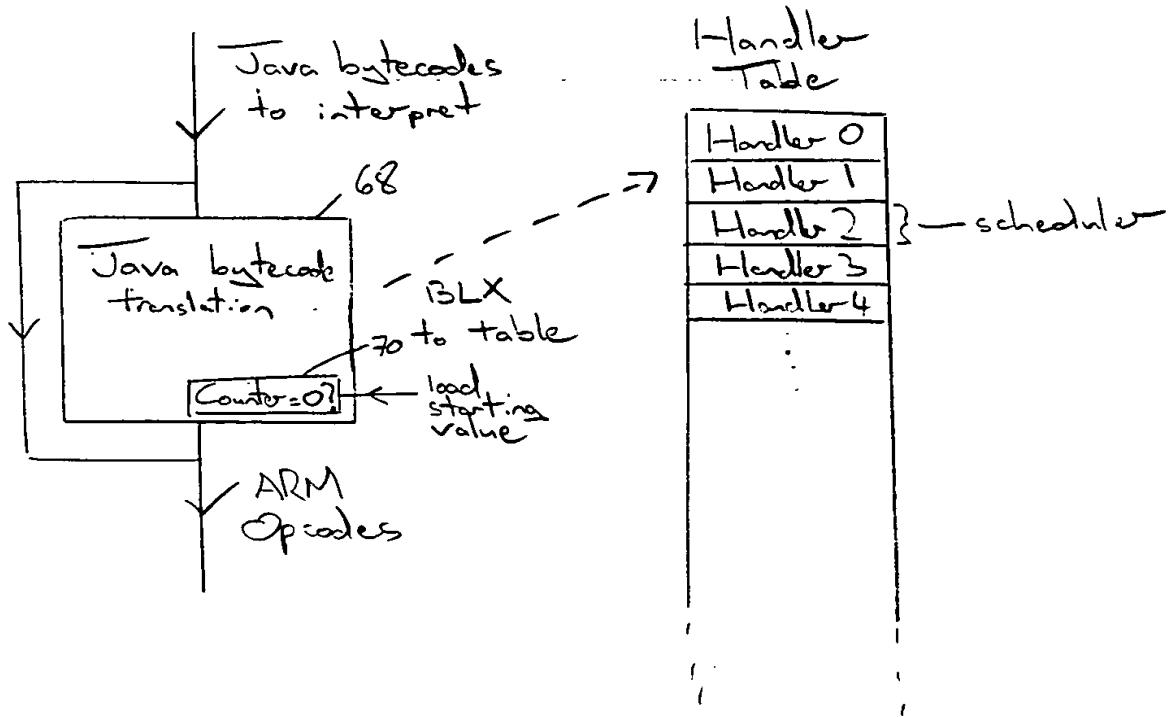 Java bytecodes
to interpret
68
Java bytecode
translation
BLX
to table
70
Counter=0?
load
starting
value
ARM
Opcodes
Handler
Table
Handler 0
Handler 1
Handler 2
scheduler
Handler 3
Handler 4